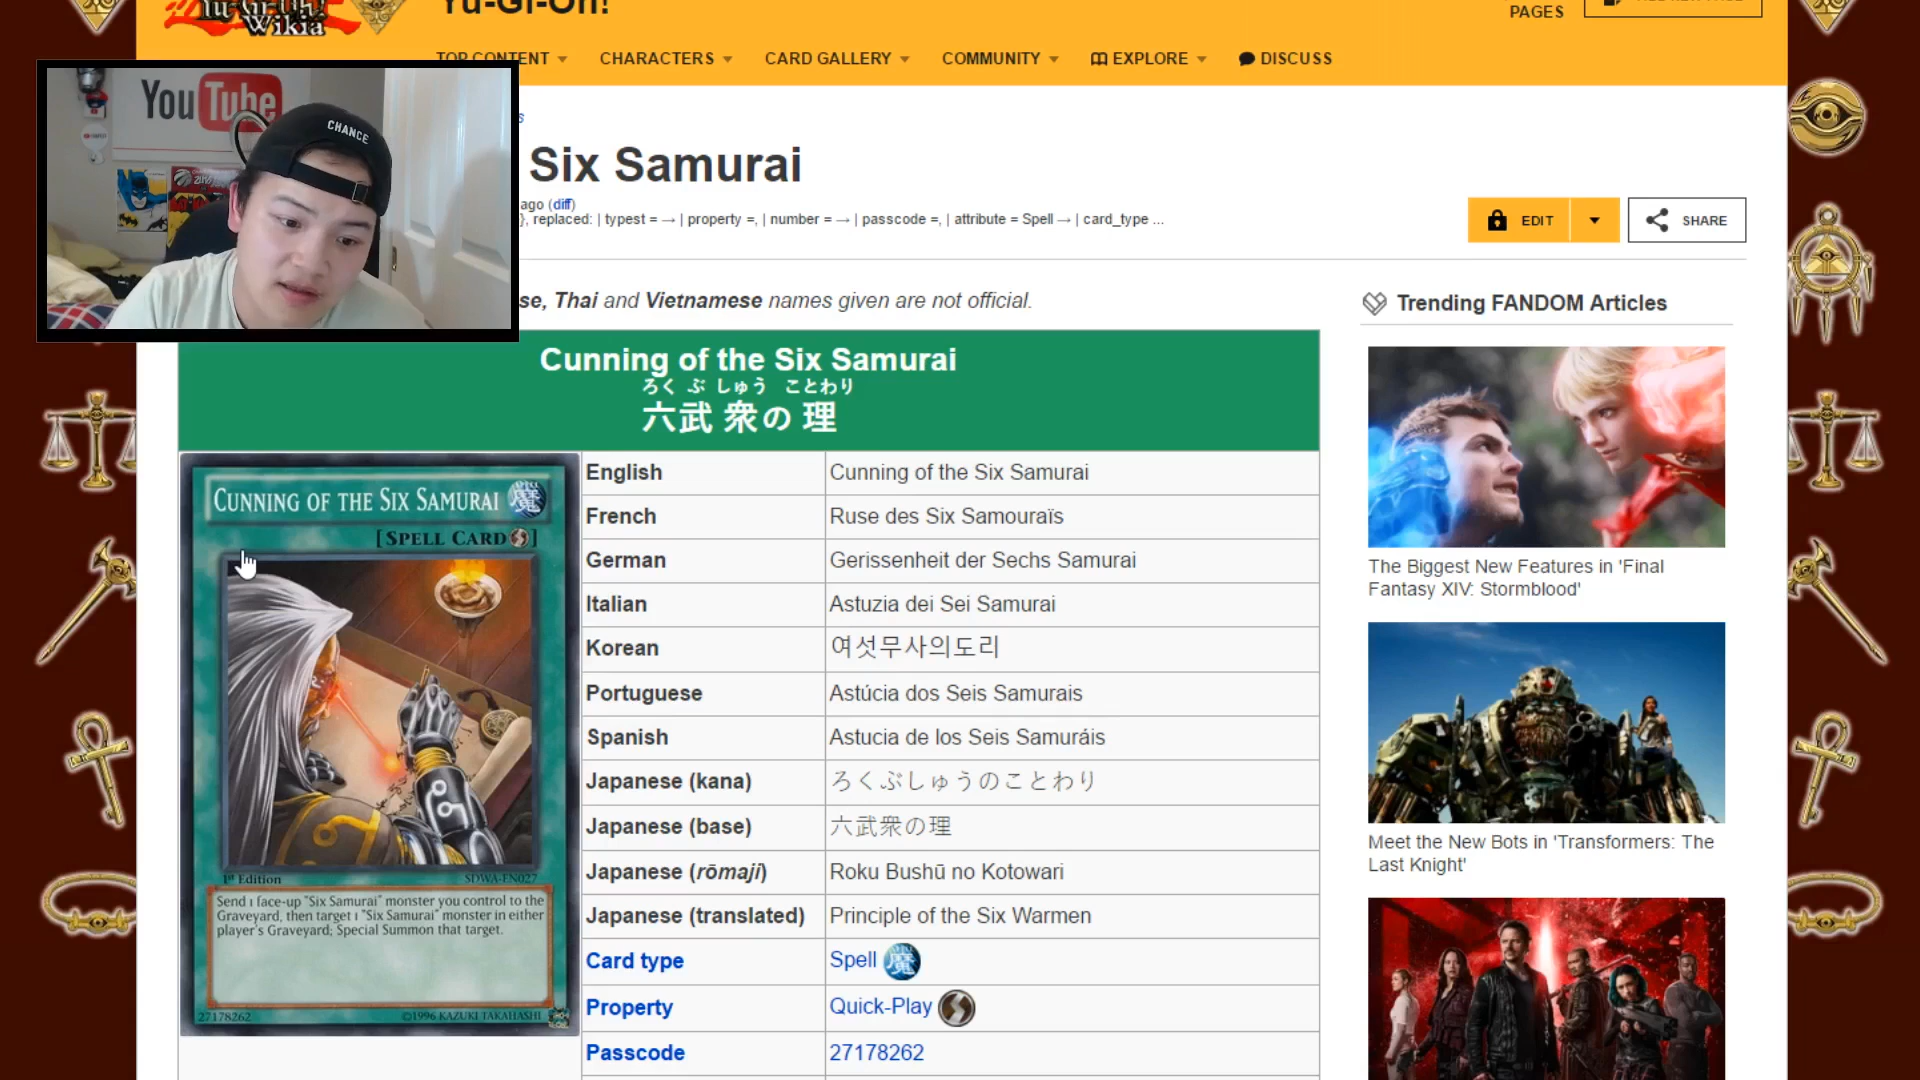 Yu-Gi-Oh!
Wikia
Yu-Gi-Oh!
PAGES
TOP CONTENT
CHARACTERS
CARD GALLERY
COMMUNITY
EXPLORE
DISCUSS
YouTube
CHANCE
Six Samurai
ago (diff)
replaced: | typest = → | property =, | number = → | passcode =, | attribute = Spell → | card_type ...
EDIT
SHARE
se, Thai and Vietnamese names given are not official.
Trending FANDOM Articles
Cunning of the Six Samurai
ろく ぶ しゅう ことわり
六武 衆の 理
CUNNING OF THE SIX SAMURAI 魔
[SPELL CARD]
1st Edition
SDWA-EN027
Send 1 face-up "Six Samurai" monster you control to the
Graveyard, then target 1 "Six Samurai" monster in either
player's Graveyard; Special Summon that target.
27178262
©1996 KAZUKI TAKAHASHI
English Cunning of the Six Samurai
French Ruse des Six Samouraïs
German Gerissenheit der Sechs Samurai
Italian Astuzia dei Sei Samurai
Korean 여섯무사의도리
Portuguese Astúcia dos Seis Samurais
Spanish Astucia de los Seis Samuráis
Japanese (kana) ろくぶしゅうのことわり
Japanese (base) 六武衆の理
Japanese (rōmaji) Roku Bushū no Kotowari
Japanese (translated) Principle of the Six Warmen
Card type Spell 魔
Property Quick-Play
Passcode 27178262
The Biggest New Features in 'Final
Fantasy XIV: Stormblood'
Meet the New Bots in 'Transformers: The
Last Knight'